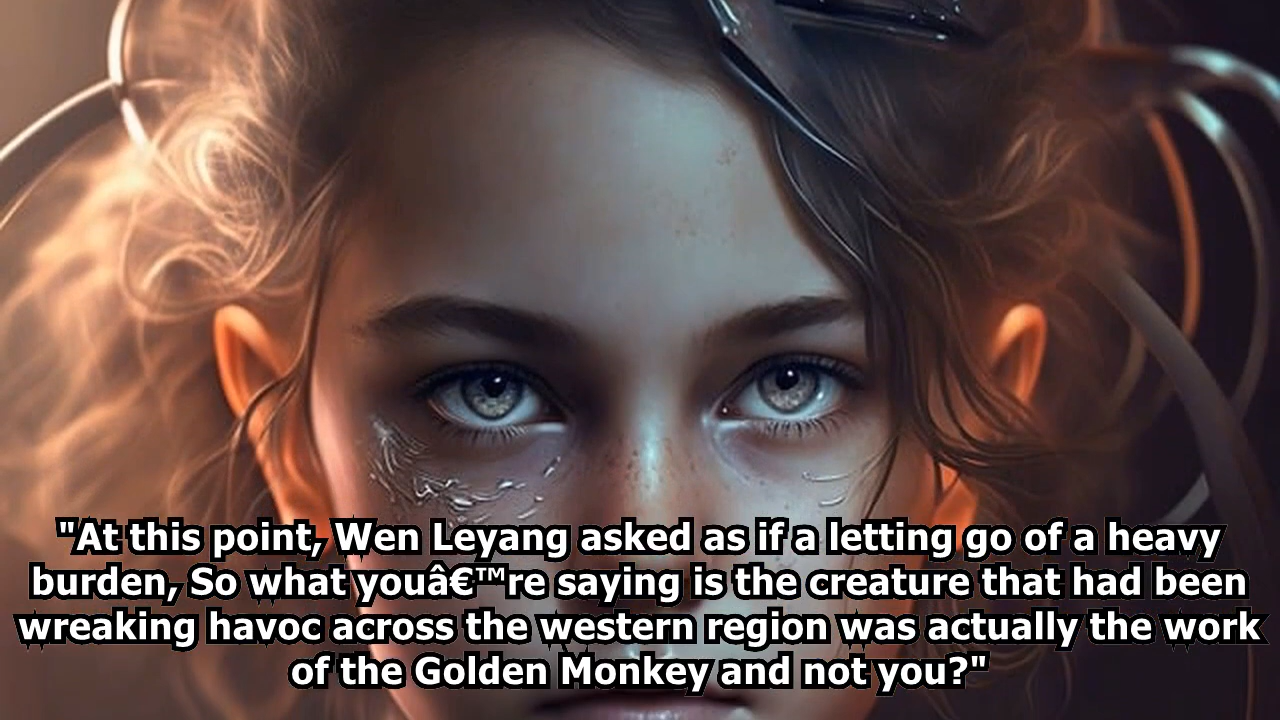 "At this point, Wen Leyang asked as if a letting go of a heavy
burden, So what youâ€™re saying is the creature that had been
wreaking havoc across the western region was actually the work
of the Golden Monkey and not you?"